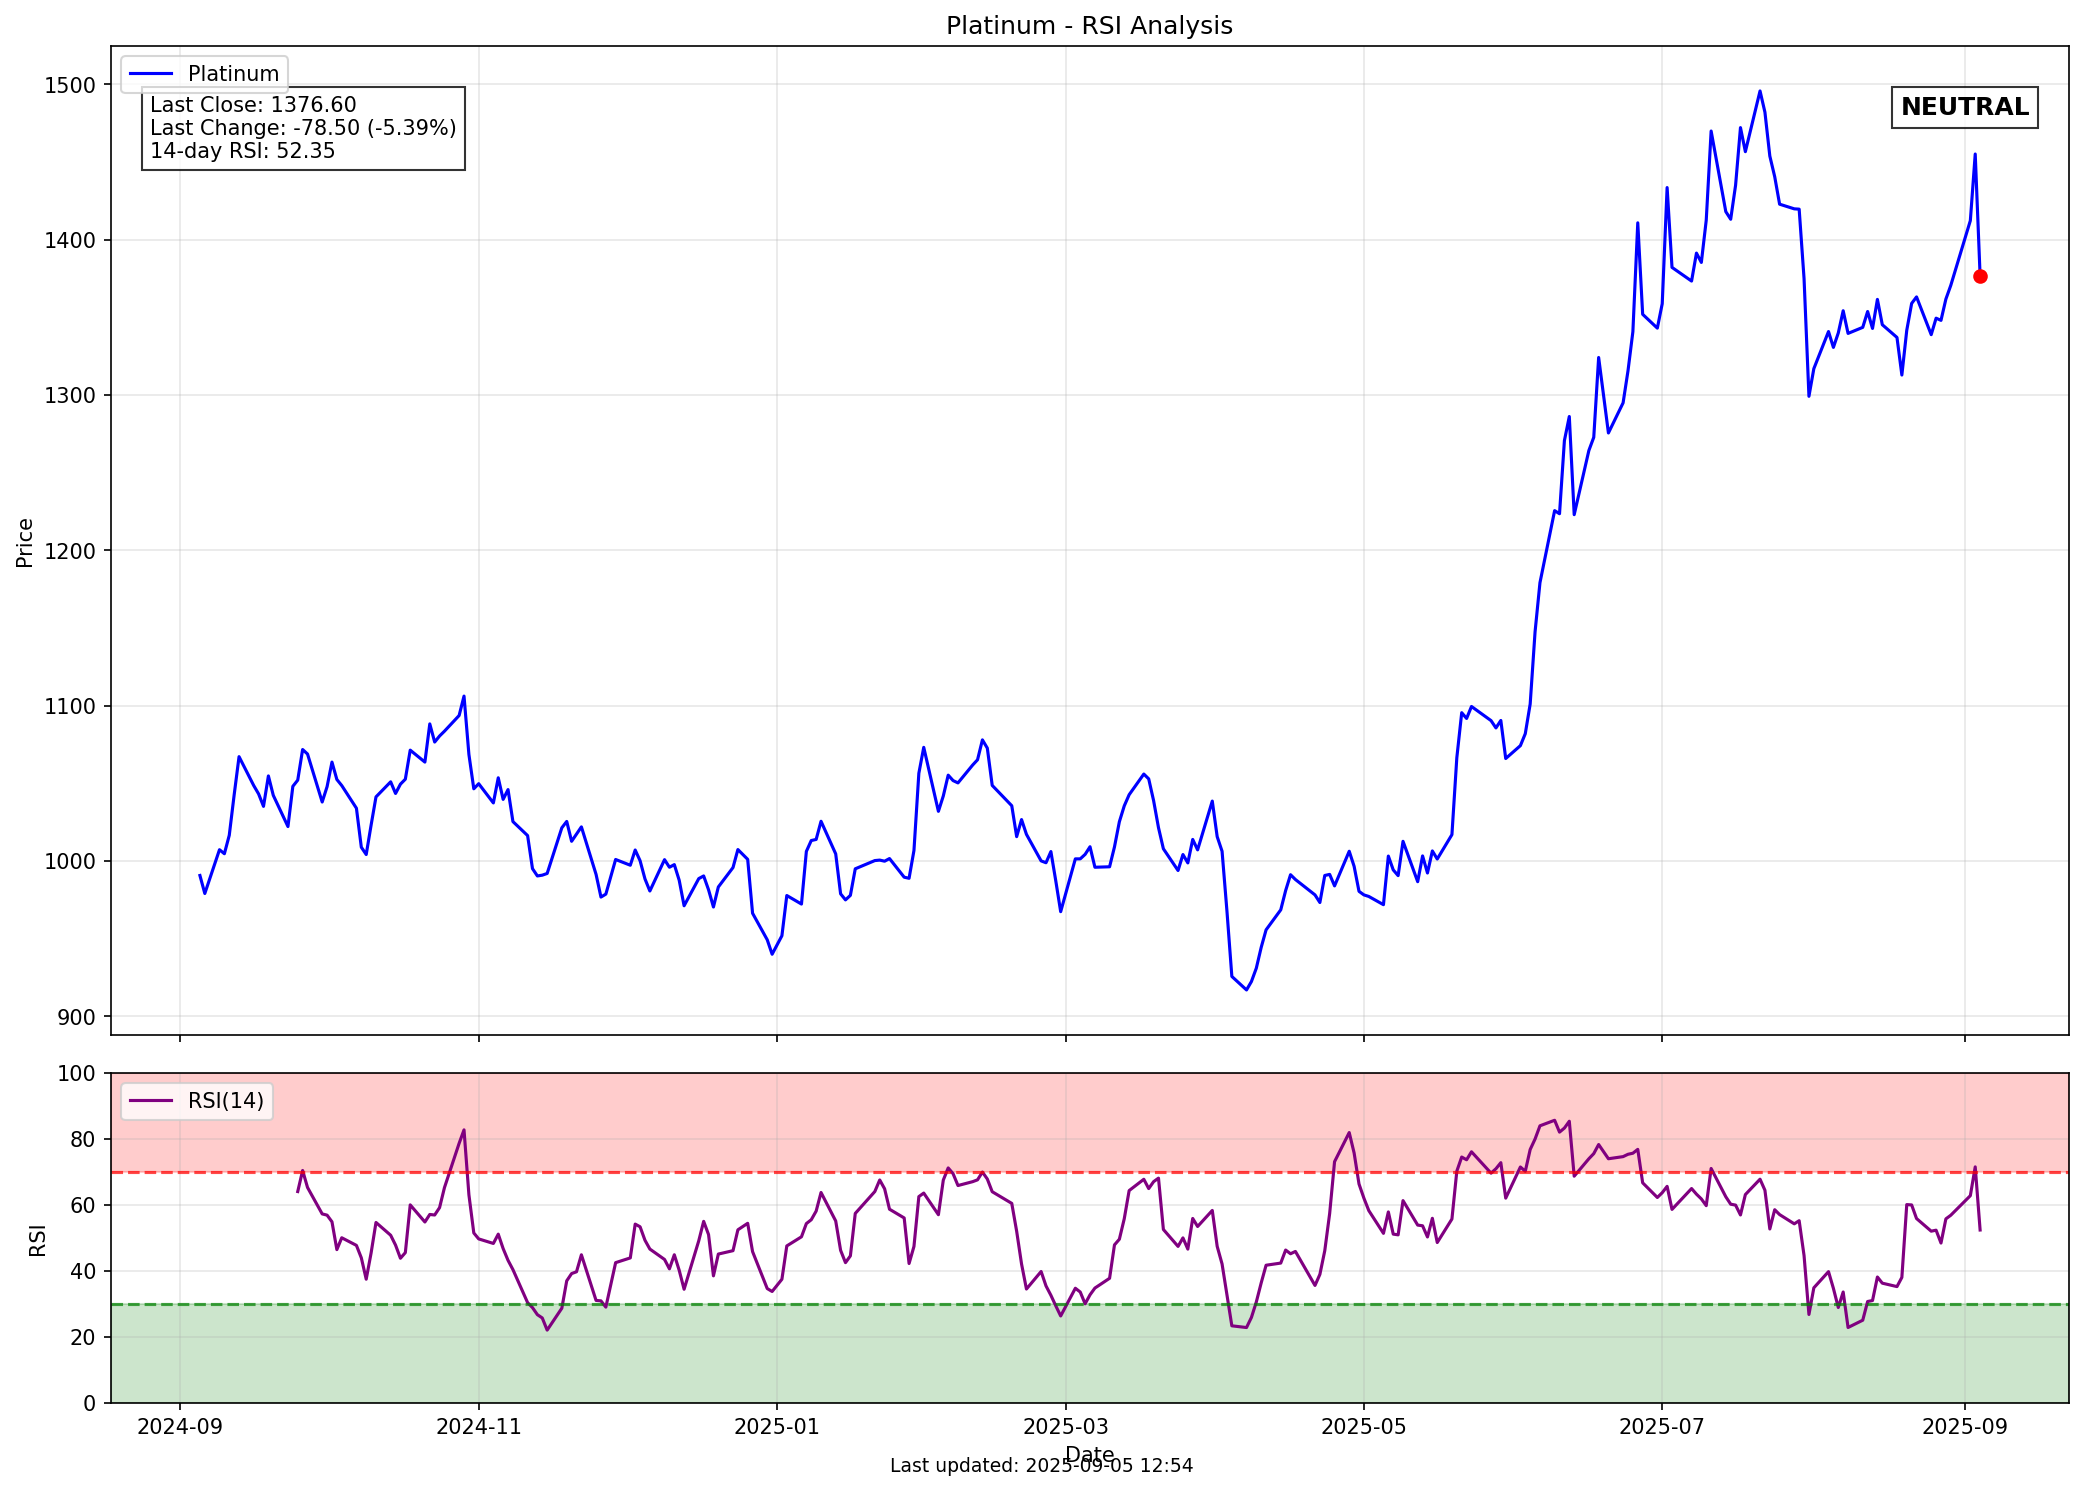 Platinum - RSI Analysis
Platinum
Last Close: 1376.60
Last Change: -78.50 (-5.39%)
14-day RSI: 52.35
NEUTRAL
Price
1500
1400
1300
1200
1100
1000
900
RSI(14)
RSI
100
80
60
40
20
0
2024-09
2024-11
2025-01
2025-03
2025-05
2025-07
2025-09
Date
Last updated: 2025-09-05 12:54